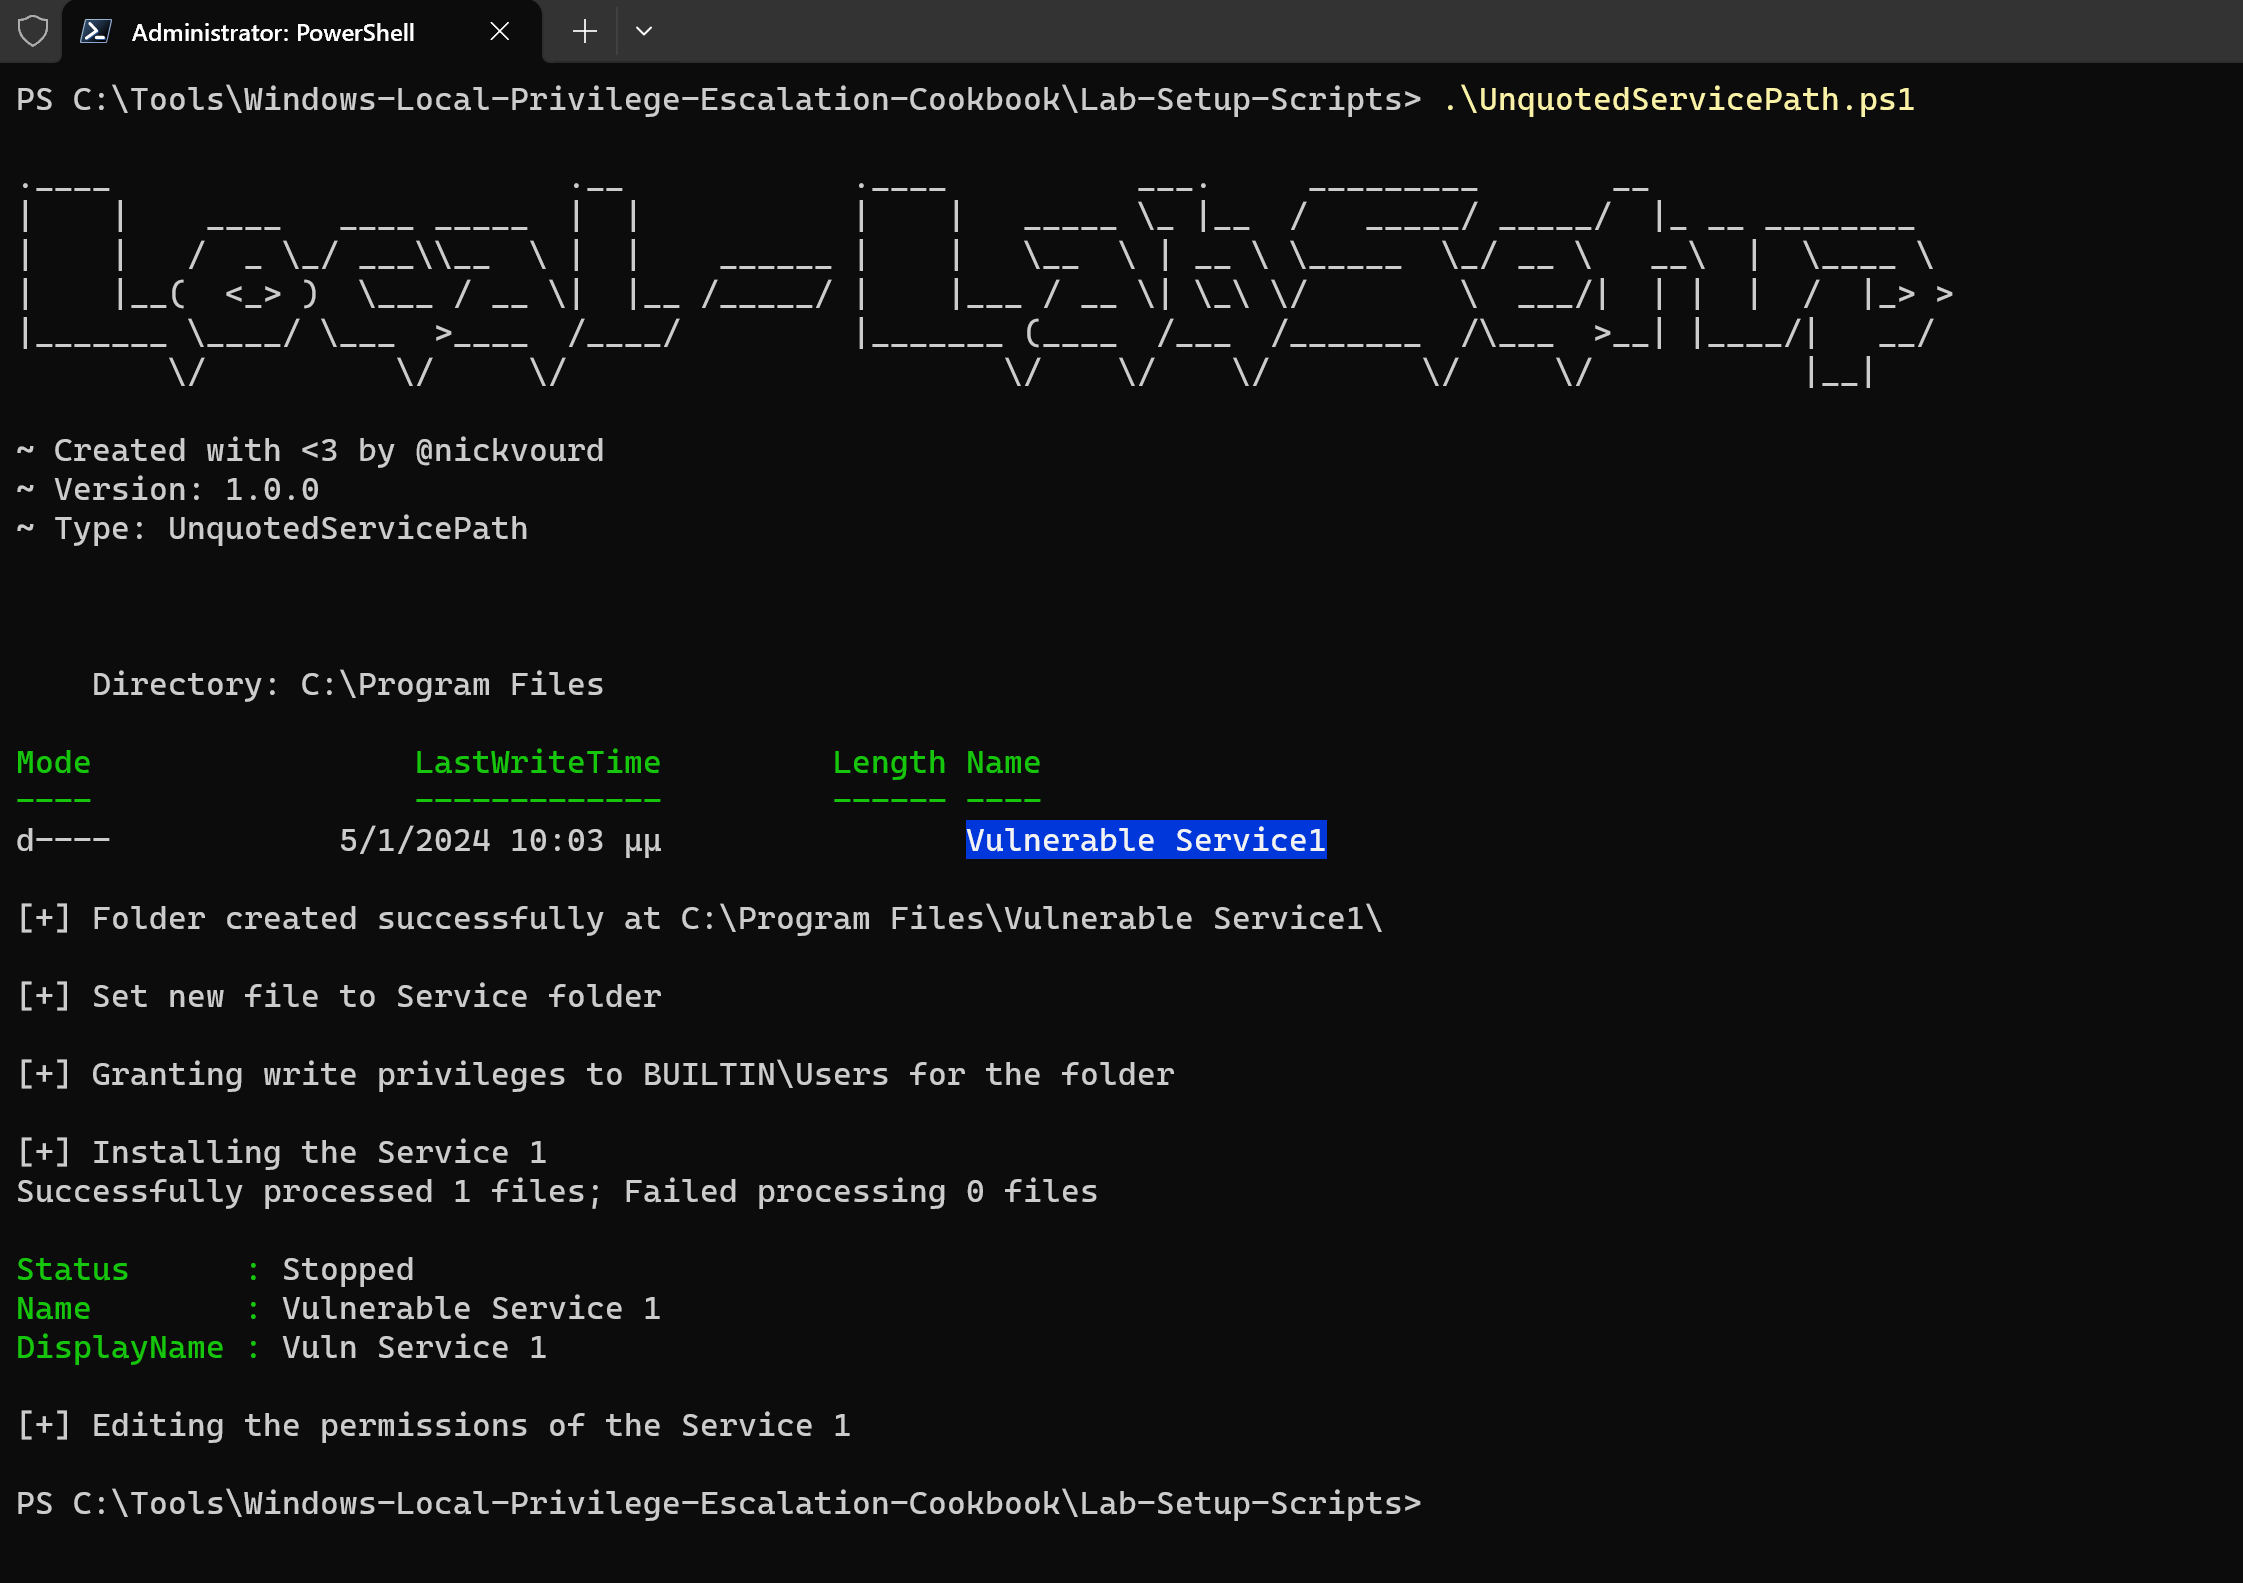 Administrator: PowerShell
PS C:\Tools\Windows-Local-Privilege-Escalation-Cookbook\Lab-Setup-Scripts> .\UnquotedServicePath.ps1
Local-LabSetup
~ Created with <3 by @nickvourd
~ Version: 1.0.0
~ Type: UnquotedServicePath
Directory: C:\Program Files
Mode LastWriteTime Length Name
---- ------------- ------ ----
d---- 5/1/2024 10:03 μμ Vulnerable Service1
[+] Folder created successfully at C:\Program Files\Vulnerable Service1\
[+] Set new file to Service folder
[+] Granting write privileges to BUILTIN\Users for the folder
[+] Installing the Service 1
Successfully processed 1 files; Failed processing 0 files
Status : Stopped
Name : Vulnerable Service 1
DisplayName : Vuln Service 1
[+] Editing the permissions of the Service 1
PS C:\Tools\Windows-Local-Privilege-Escalation-Cookbook\Lab-Setup-Scripts>